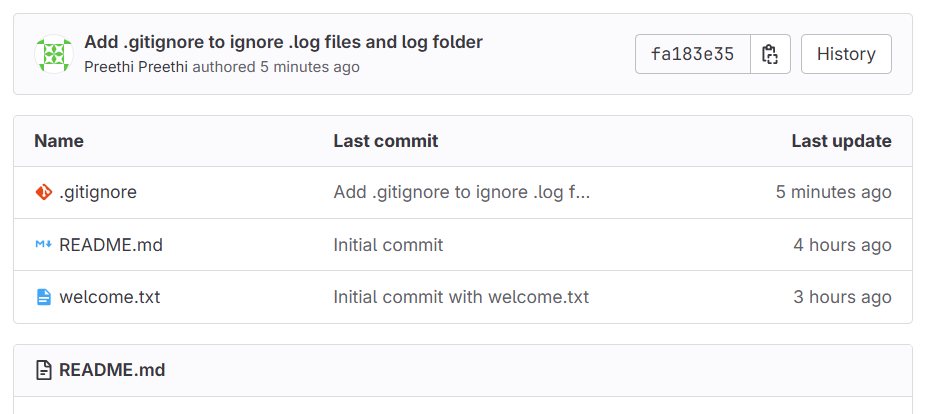 Add .gitignore to ignore .log files and log folder
Preethi Preethi authored 5 minutes ago
fa183e35
History
Name Last commit Last update
.gitignore Add .gitignore to ignore .log f... 5 minutes ago
README.md Initial commit 4 hours ago
welcome.txt Initial commit with welcome.txt 3 hours ago
README.md